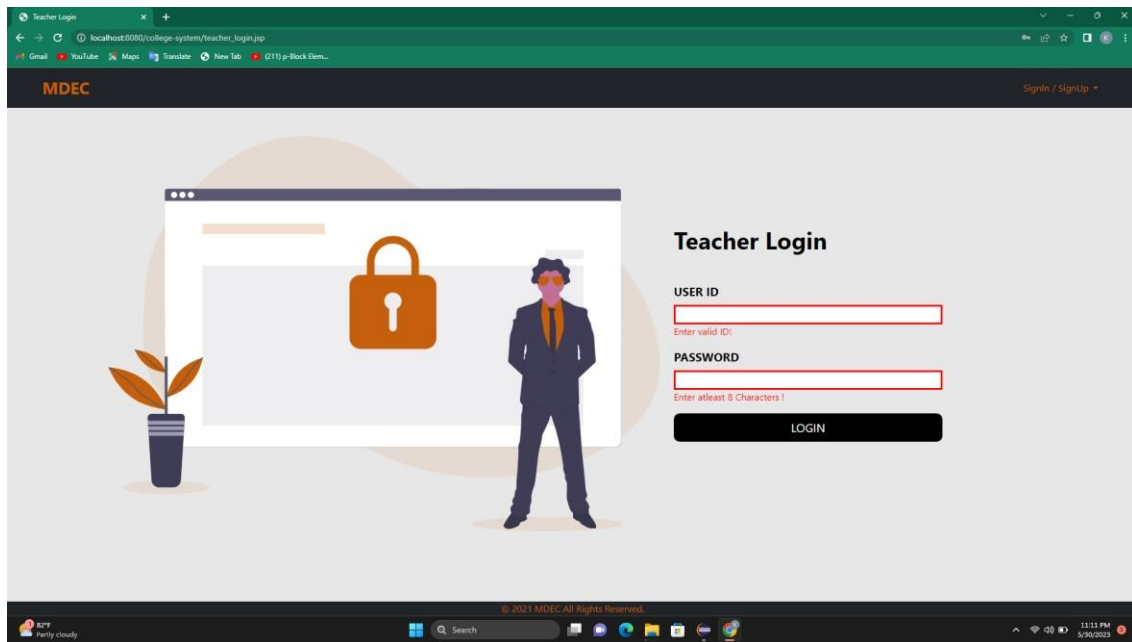 Teacher Login
localhost:8080/college-system/teacher_login.jsp
Gmail YouTube Maps Translate New Tab (211) p-Block Elem...
MDEC SignIn / SignUp
Teacher Login
USER ID
Enter valid ID!
PASSWORD
Enter atleast 8 Characters !
LOGIN
© 2021 MDEC All Rights Reserved.
82°F
Partly cloudy
Search
11:11 PM
5/30/2023